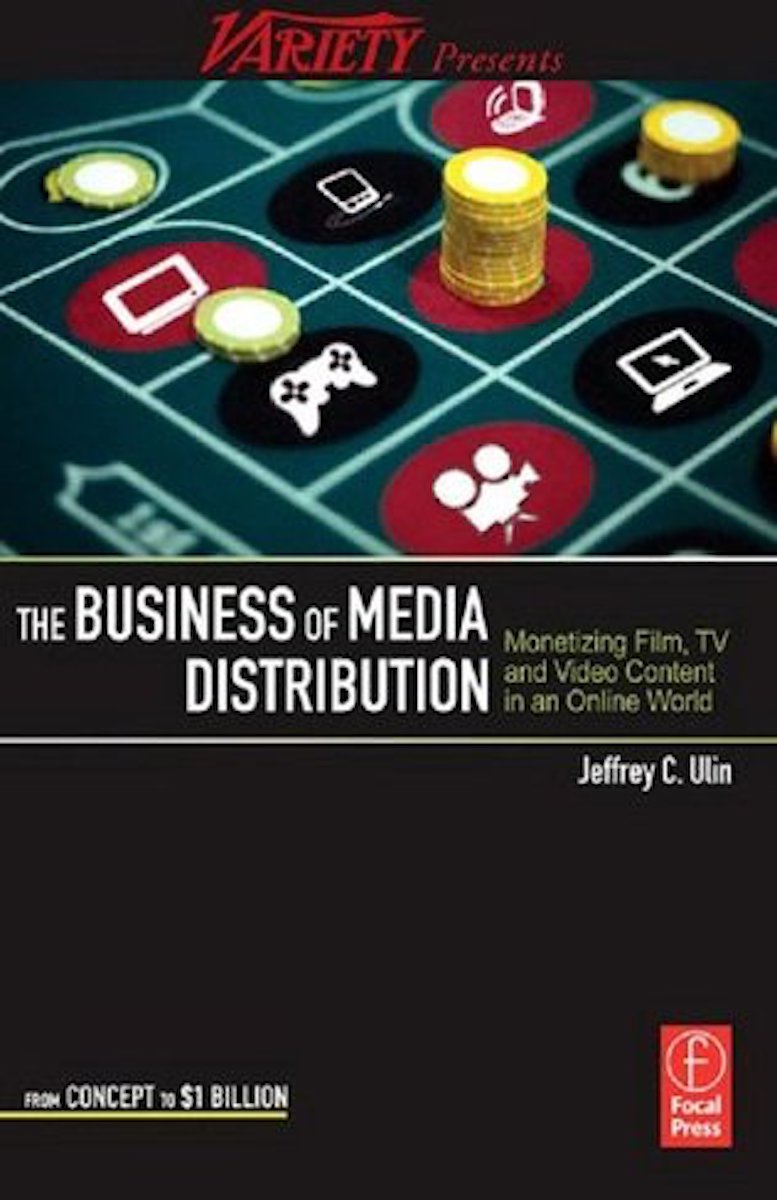 VARIETY Presents
THE BUSINESS OF MEDIA
DISTRIBUTION
Monetizing Film, TV
and Video Content
in an Online World
Jeffrey C. Ulin
FROM CONCEPT TO $1 BILLION
f
Focal
Press